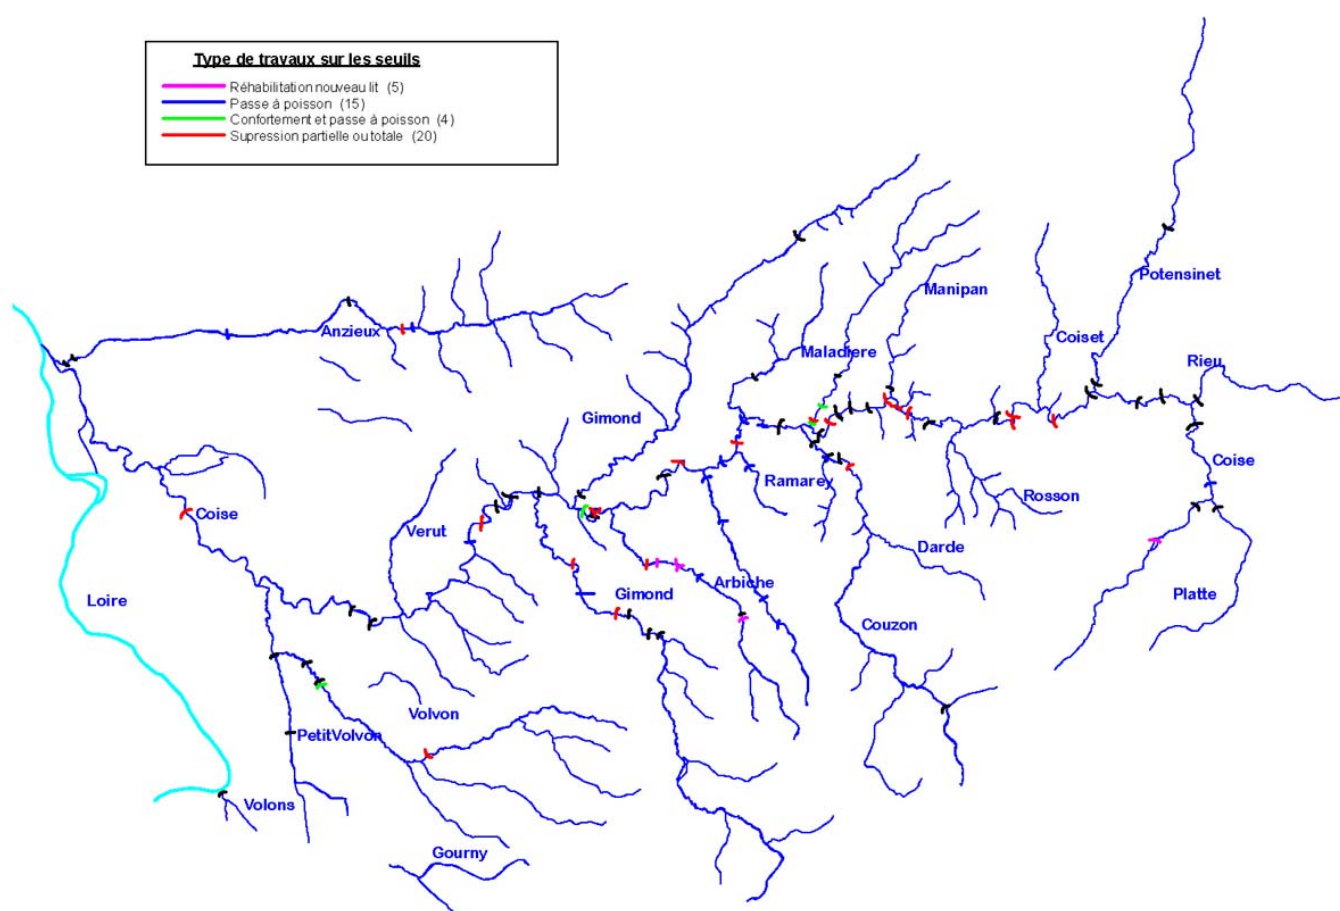 Type de travaux sur les seuils
Réhabilitation nouveau lit (5)
Passe à poisson (15)
Confortement et passe à poisson (4)
Supression partielle ou totale (20)
Potensinet
Manipan
Anzieux
Coiset
Maladiere
Rieu
Gimond
Coise
Ramarey
Rosson
Coise
Verut
Darde
Arbiche
Loire
Gimond
Platte
Couzon
Volvon
PetitVolvon
Volons
Gourny